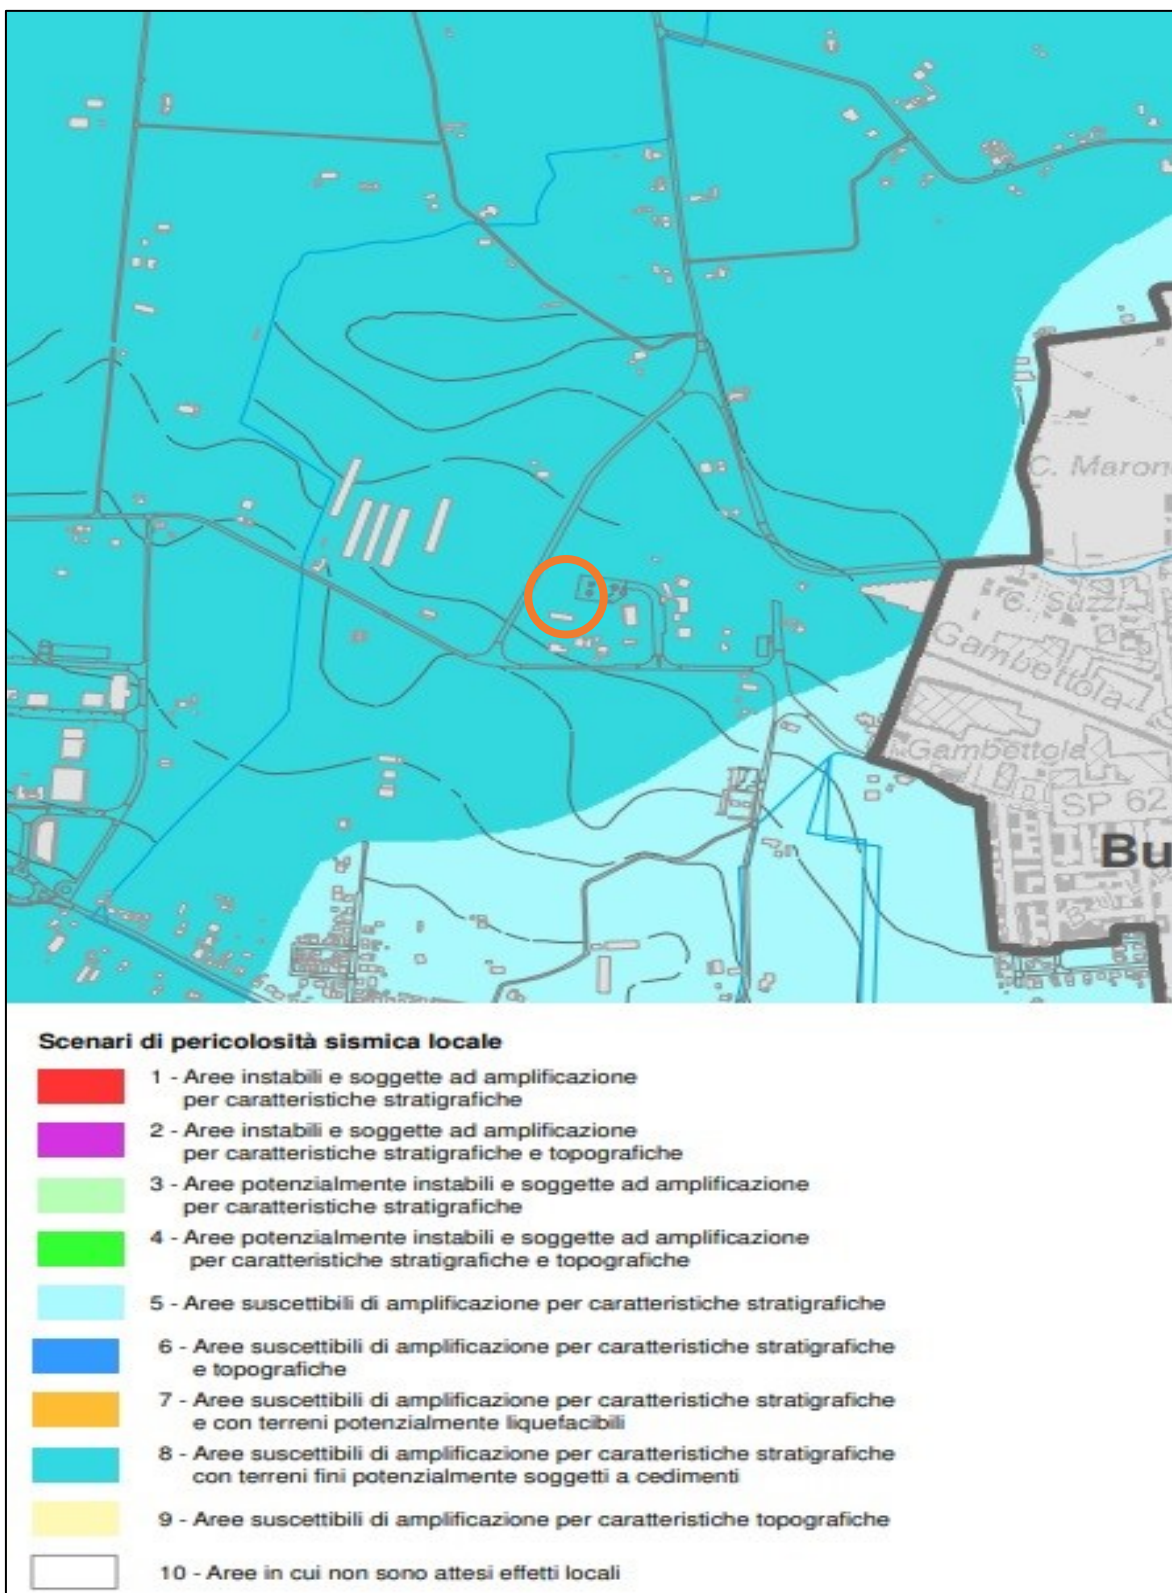 C. Maron
C. Suzzi
Gambettola
Gambettola
SP 62
Bu
Scenari di pericolosità sismica locale
1 - Aree instabili e soggette ad amplificazione
per caratteristiche stratigrafiche
2 - Aree instabili e soggette ad amplificazione
per caratteristiche stratigrafiche e topografiche
3 - Aree potenzialmente instabili e soggette ad amplificazione
per caratteristiche stratigrafiche
4 - Aree potenzialmente instabili e soggette ad amplificazione
per caratteristiche stratigrafiche e topografiche
5 - Aree suscettibili di amplificazione per caratteristiche stratigrafiche
6 - Aree suscettibili di amplificazione per caratteristiche stratigrafiche
e topografiche
7 - Aree suscettibili di amplificazione per caratteristiche stratigrafiche
e con terreni potenzialmente liquefacibili
8 - Aree suscettibili di amplificazione per caratteristiche stratigrafiche
con terreni fini potenzialmente soggetti a cedimenti
9 - Aree suscettibili di amplificazione per caratteristiche topografiche
10 - Aree in cui non sono attesi effetti locali